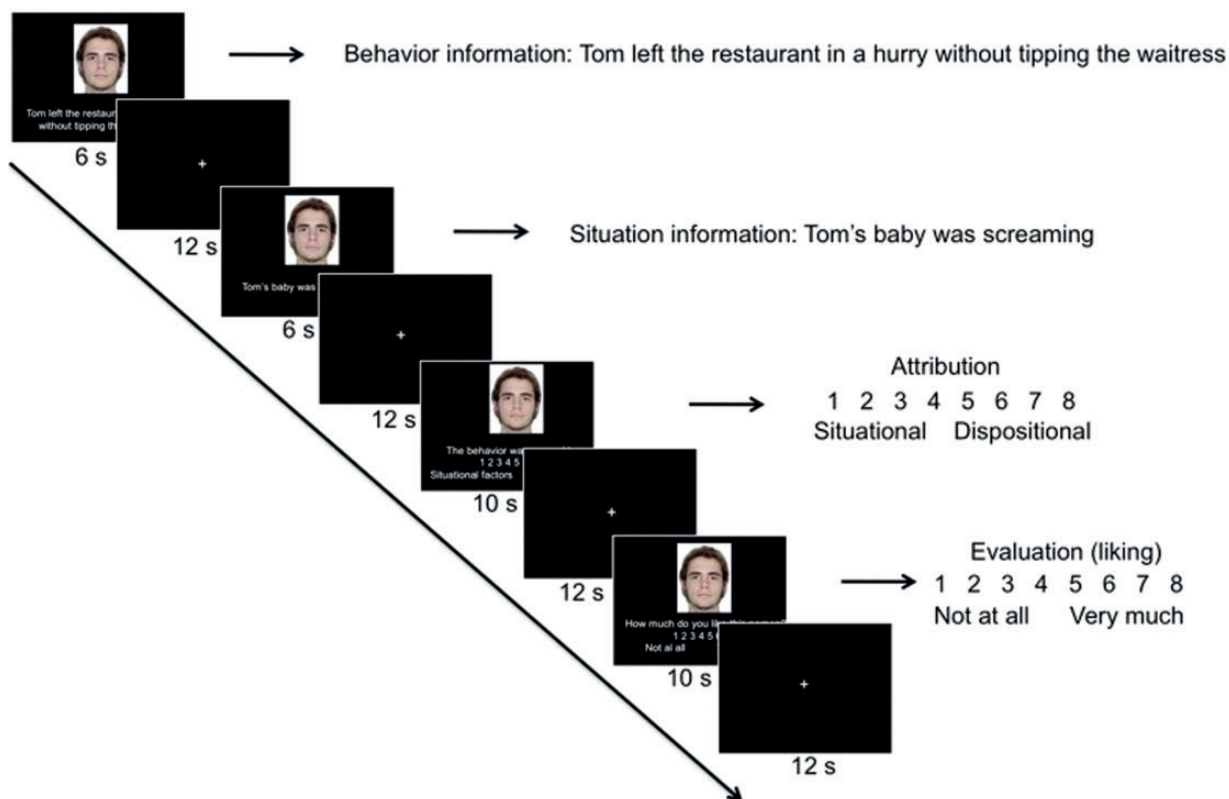 Behavior information: Tom left the restaurant in a hurry without tipping the waitress
Tom left the restaur
without tipping th
6 s
12 s
Situation information: Tom's baby was screaming
Tom's baby was
6 s
12 s
Attribution
1 2 3 4 5 6 7 8
Situational Dispositional
The behavior was
1 2 3 4 5
Situational factors
10 s
12 s
Evaluation (liking)
1 2 3 4 5 6 7 8
Not at all Very much
How much do you like this person?
1 2 3 4 5
Not al all
10 s
12 s